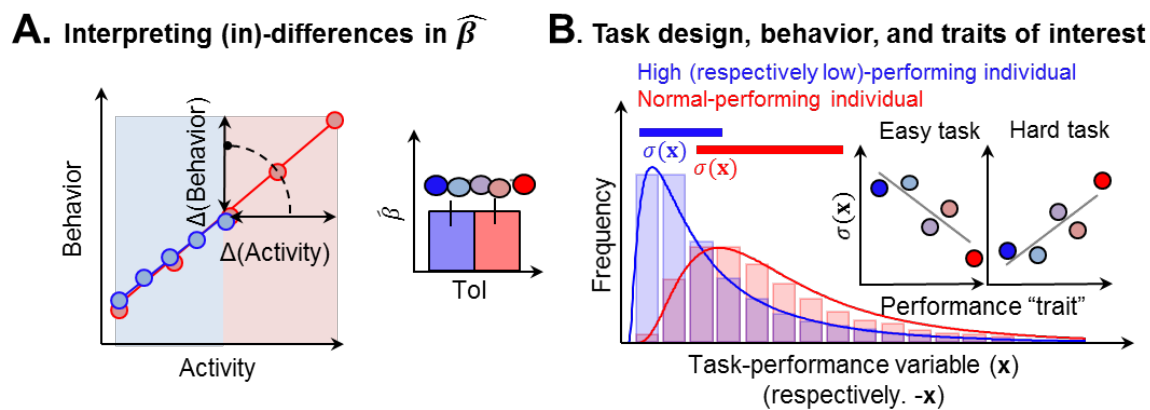 A. Interpreting (in)-differences in β̂
Behavior
Δ(Behavior)
Δ(Activity)
Activity
β̂
ToI
B. Task design, behavior, and traits of interest
High (respectively low)-performing individual
Normal-performing individual
σ(x)
σ(x)
Frequency
Easy task
Hard task
σ(x)
Performance “trait”
Task-performance variable (x)
(respectively. -x)